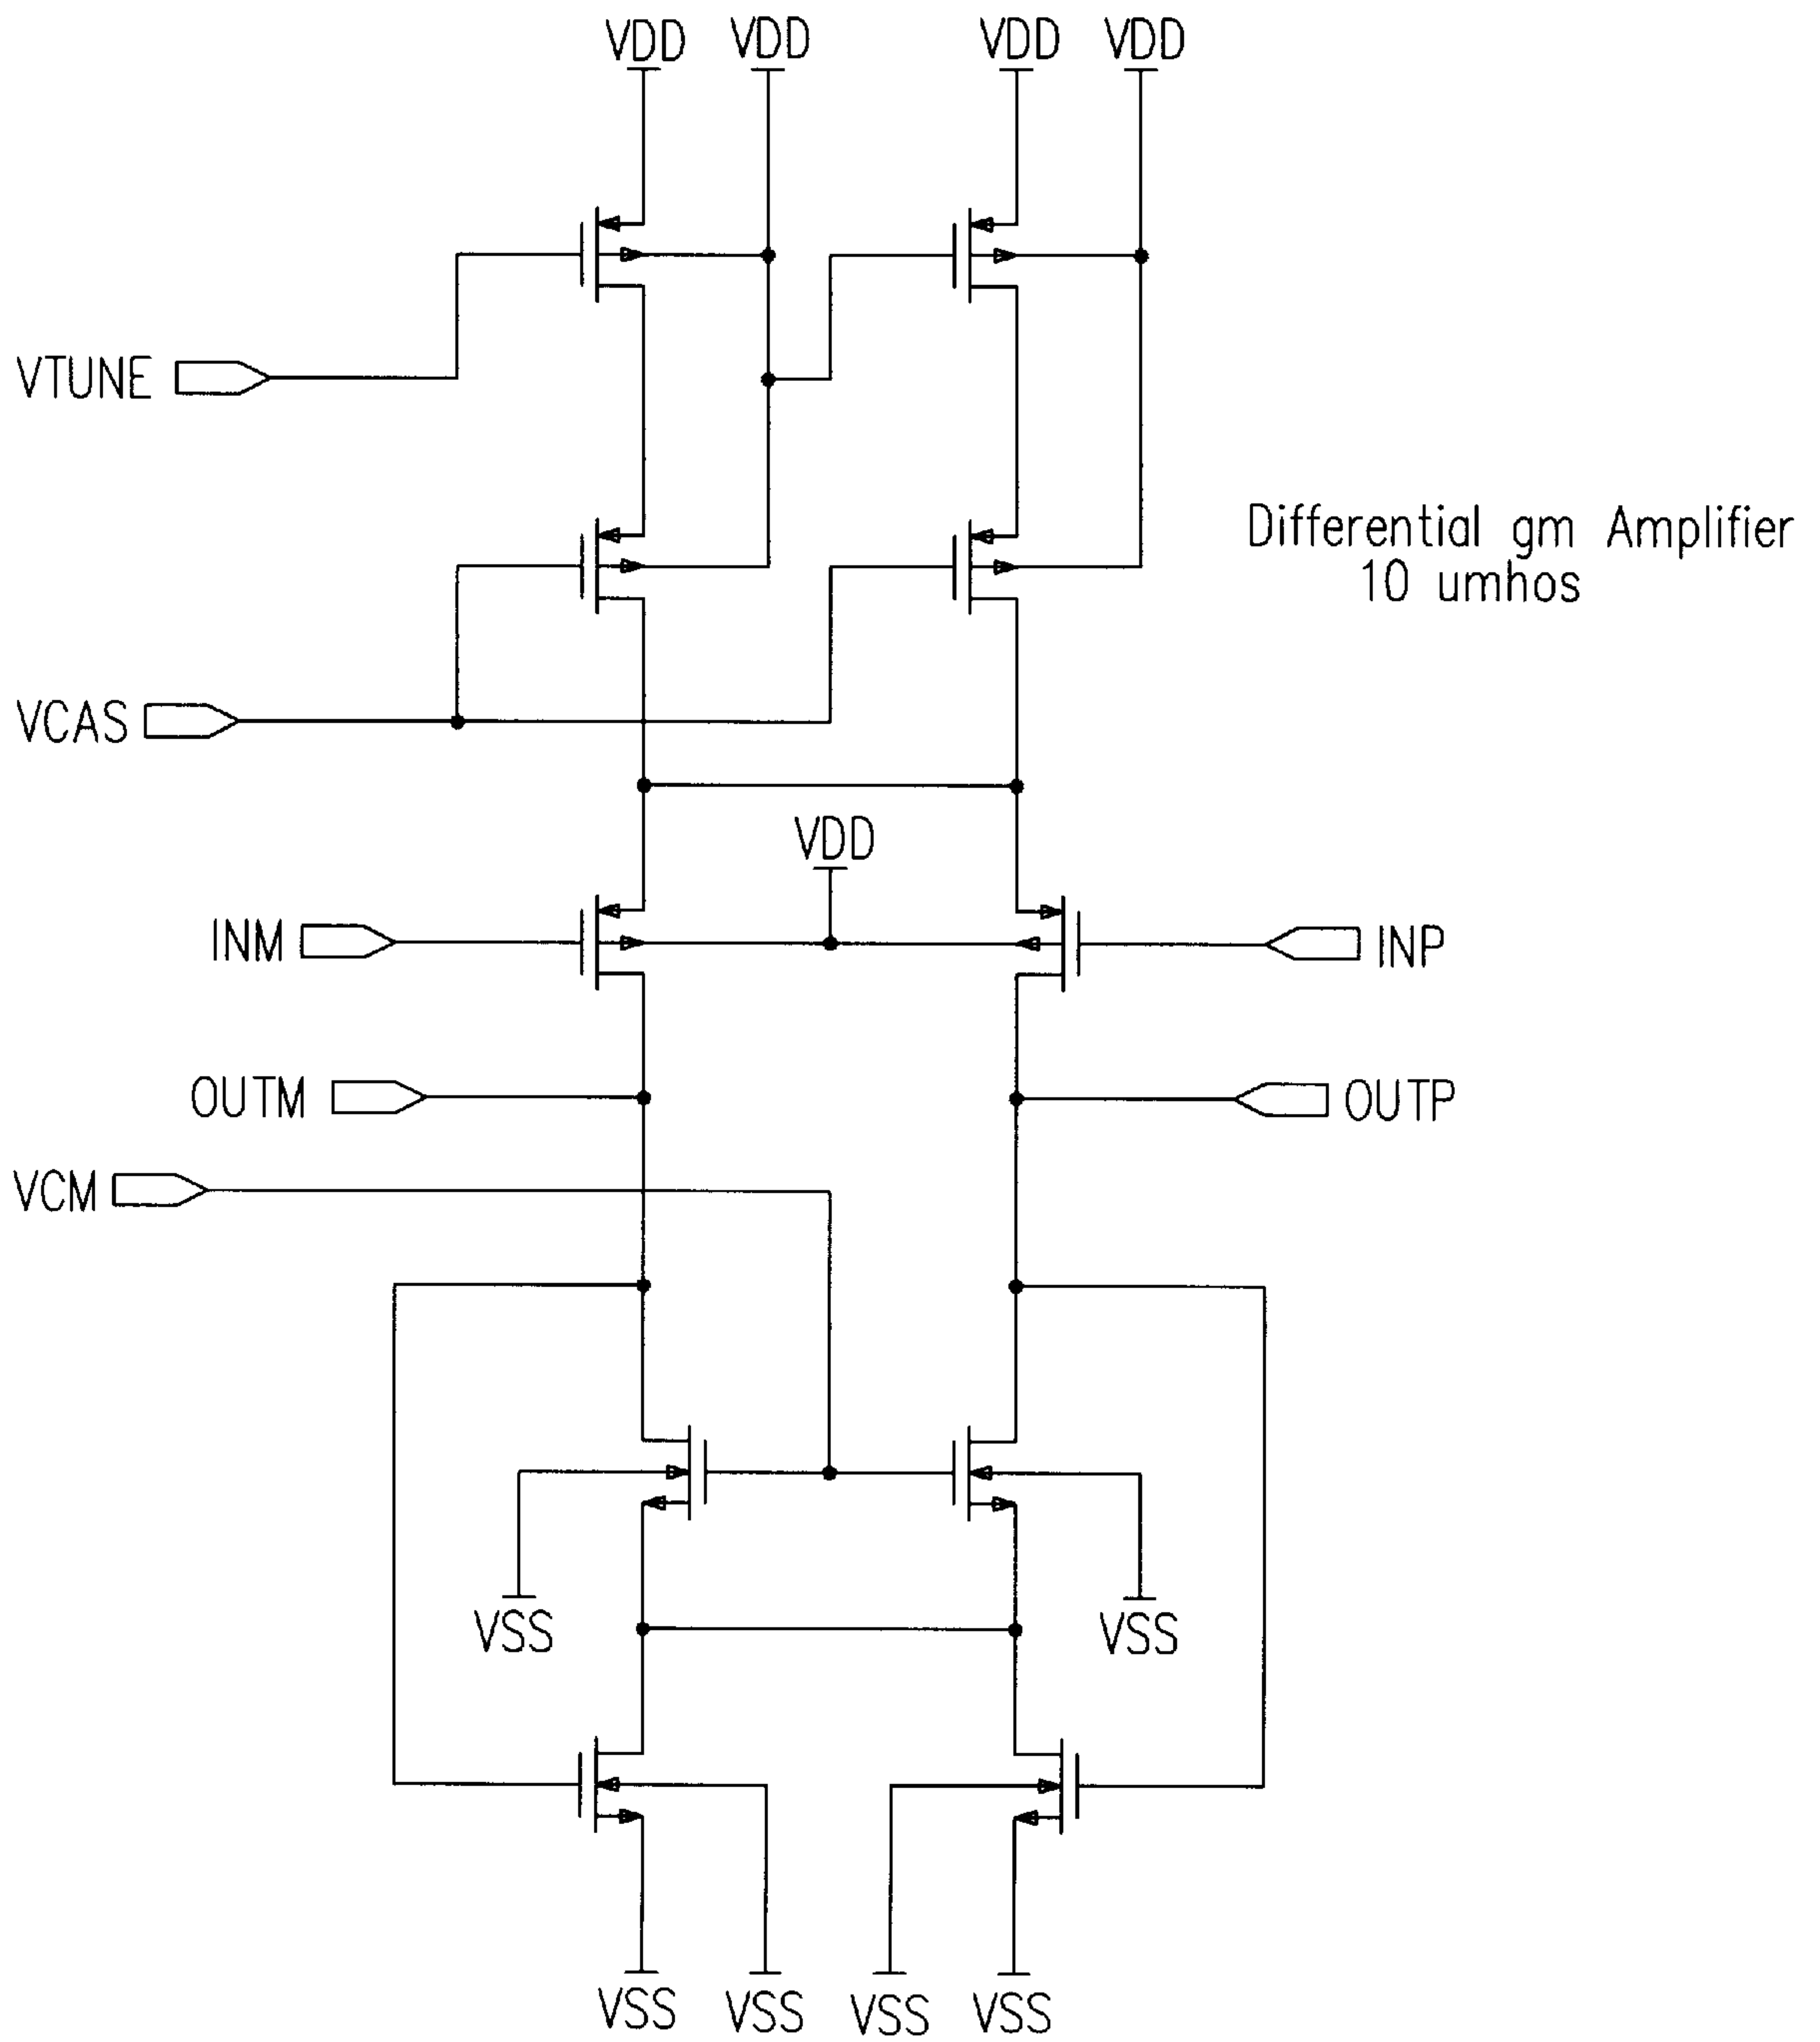 VDD VDD VDD VDD
VTUNE
Differential gm Amplifier
10 umhos
VCAS
VDD
INM INP
OUTM OUTP
VCM
VSS VSS
VSS VSS VSS VSS